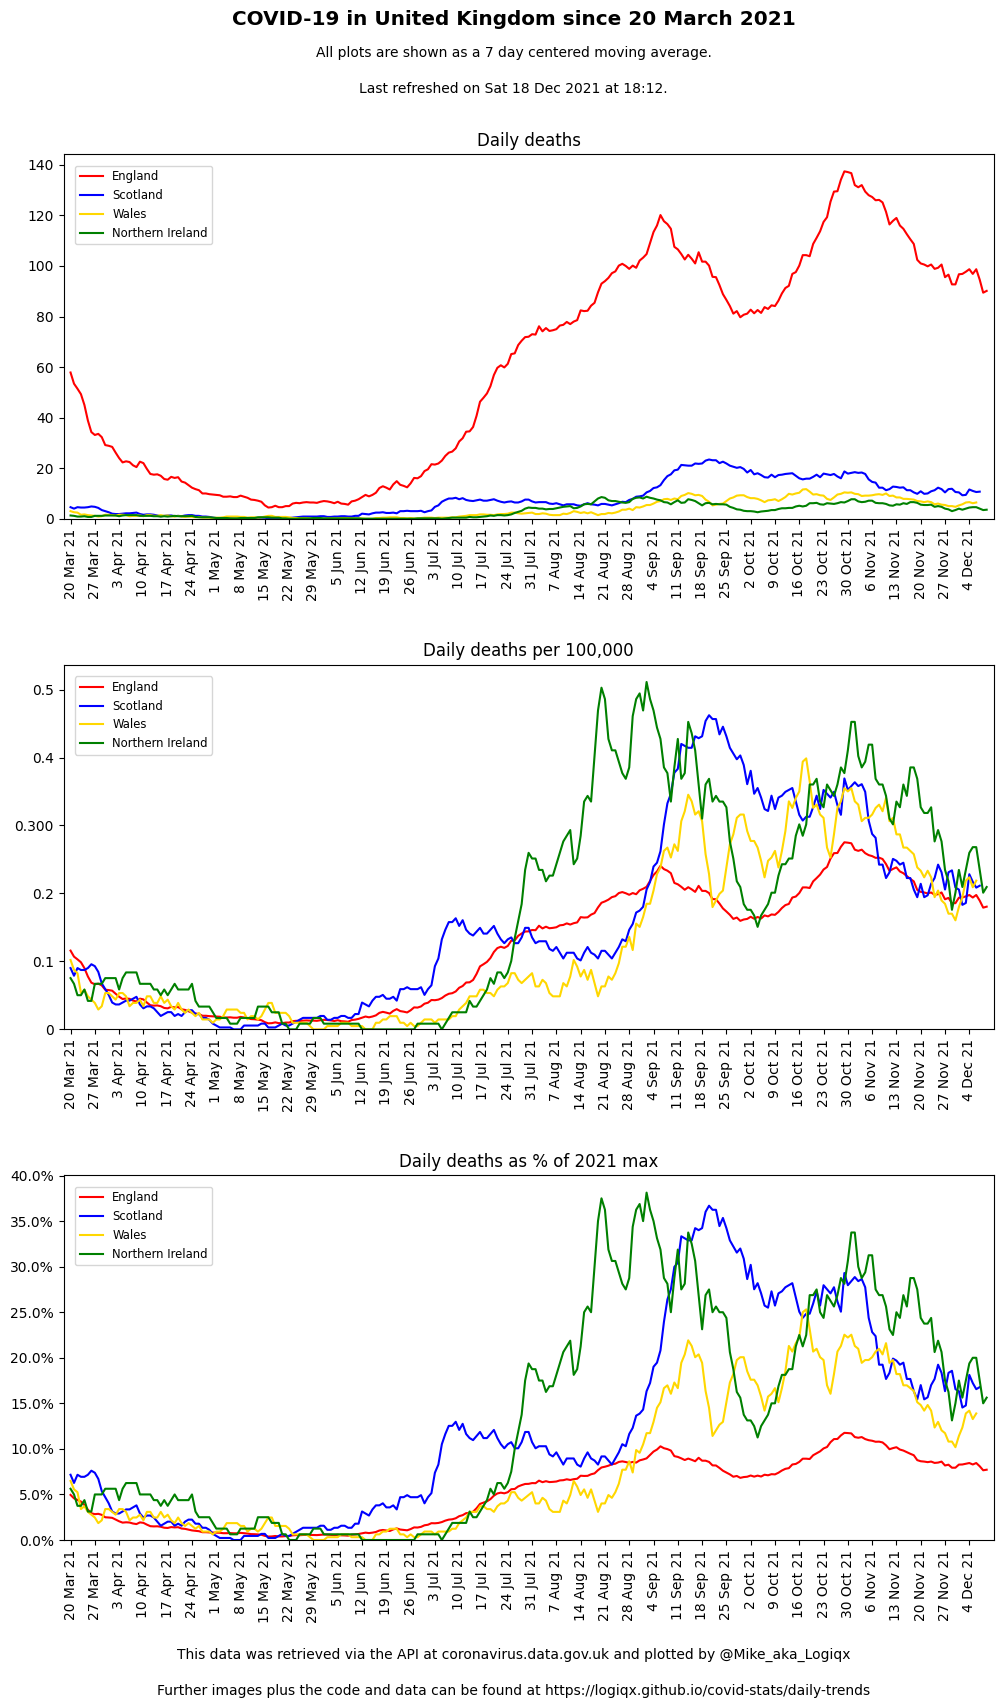 COVID-19 in United Kingdom since 20 March 2021
All plots are shown as a 7 day centered moving average.
Last refreshed on Sat 18 Dec 2021 at 18:12.
Daily deaths
England
Scotland
Wales
Northern Ireland
140
120
100
80
60
40
20
0
20 Mar 21
27 Mar 21
3 Apr 21
10 Apr 21
17 Apr 21
24 Apr 21
1 May 21
8 May 21
15 May 21
22 May 21
29 May 21
5 Jun 21
12 Jun 21
19 Jun 21
26 Jun 21
3 Jul 21
10 Jul 21
17 Jul 21
24 Jul 21
31 Jul 21
7 Aug 21
14 Aug 21
21 Aug 21
28 Aug 21
4 Sep 21
11 Sep 21
18 Sep 21
25 Sep 21
2 Oct 21
9 Oct 21
16 Oct 21
23 Oct 21
30 Oct 21
6 Nov 21
13 Nov 21
20 Nov 21
27 Nov 21
4 Dec 21
Daily deaths per 100,000
England
Scotland
Wales
Northern Ireland
0.5
0.4
0.300
0.2
0.1
0
20 Mar 21
27 Mar 21
3 Apr 21
10 Apr 21
17 Apr 21
24 Apr 21
1 May 21
8 May 21
15 May 21
22 May 21
29 May 21
5 Jun 21
12 Jun 21
19 Jun 21
26 Jun 21
3 Jul 21
10 Jul 21
17 Jul 21
24 Jul 21
31 Jul 21
7 Aug 21
14 Aug 21
21 Aug 21
28 Aug 21
4 Sep 21
11 Sep 21
18 Sep 21
25 Sep 21
2 Oct 21
9 Oct 21
16 Oct 21
23 Oct 21
30 Oct 21
6 Nov 21
13 Nov 21
20 Nov 21
27 Nov 21
4 Dec 21
Daily deaths as % of 2021 max
England
Scotland
Wales
Northern Ireland
40.0%
35.0%
30.0%
25.0%
20.0%
15.0%
10.0%
5.0%
0.0%
20 Mar 21
27 Mar 21
3 Apr 21
10 Apr 21
17 Apr 21
24 Apr 21
1 May 21
8 May 21
15 May 21
22 May 21
29 May 21
5 Jun 21
12 Jun 21
19 Jun 21
26 Jun 21
3 Jul 21
10 Jul 21
17 Jul 21
24 Jul 21
31 Jul 21
7 Aug 21
14 Aug 21
21 Aug 21
28 Aug 21
4 Sep 21
11 Sep 21
18 Sep 21
25 Sep 21
2 Oct 21
9 Oct 21
16 Oct 21
23 Oct 21
30 Oct 21
6 Nov 21
13 Nov 21
20 Nov 21
27 Nov 21
4 Dec 21
This data was retrieved via the API at coronavirus.data.gov.uk and plotted by @Mike_aka_Logiqx
Further images plus the code and data can be found at https://logiqx.github.io/covid-stats/daily-trends